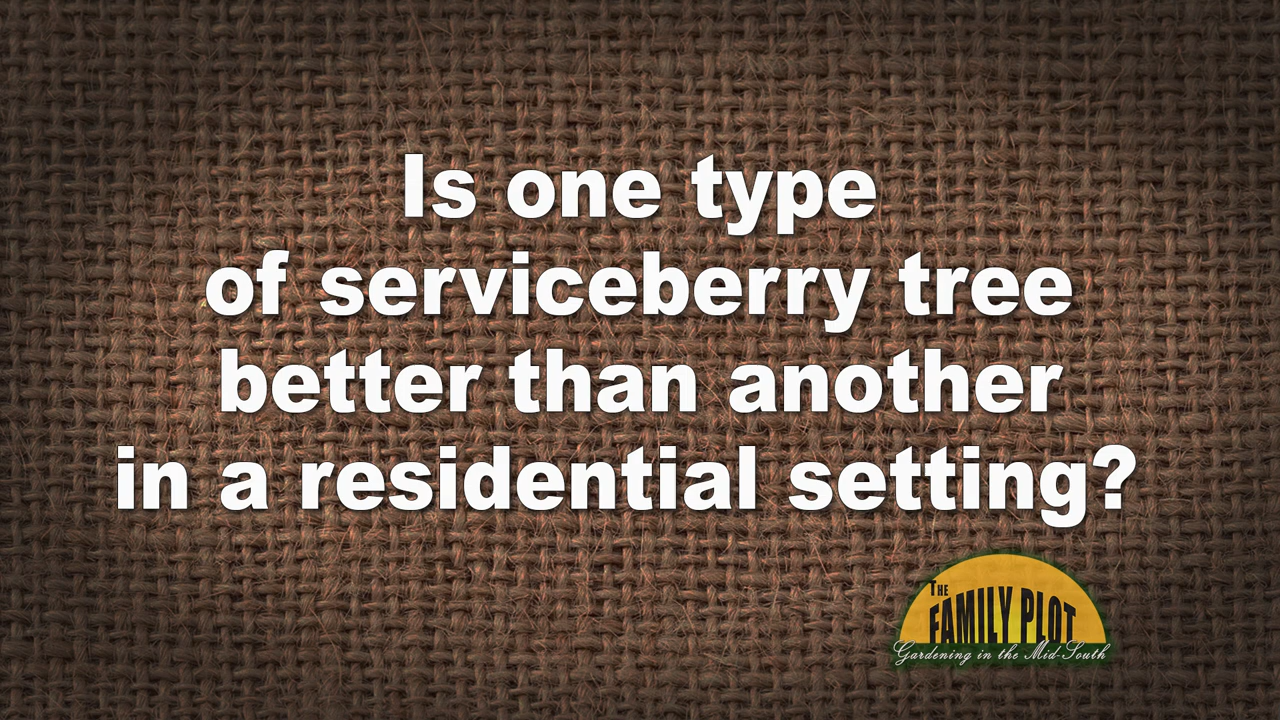 Is one type
of serviceberry tree
better than another
in a residential setting?
THE
FAMILY PLOT
Gardening in the Mid-South